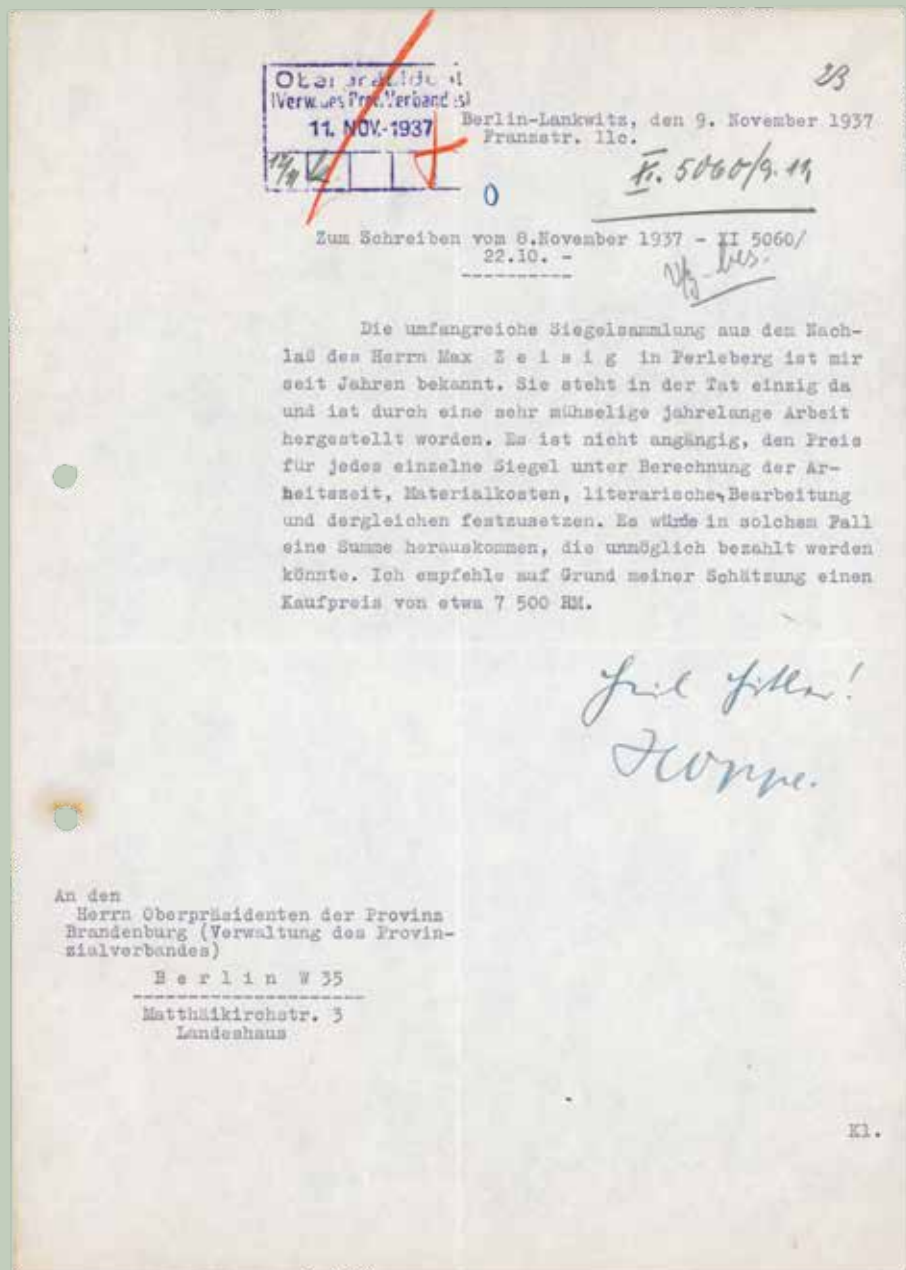 23
Oberpräsident
(Verw. des Prov. Verbandes)
11. NOV. 1937
Berlin-Lankwitz, den 9. November 1937
Franzstr. 11c.
XI. 5060/9.11.
0
Zum Schreiben vom 8.November 1937 - XI 5060/
22.10. -
----------
Die umfangreiche Siegelsammlung aus dem Nach-
laß des Herrn Max Z e i s i g in Perleberg ist mir
seit Jahren bekannt. Sie steht in der Tat einzig da
und ist durch eine sehr mühselige jahrelange Arbeit
hergestellt worden. Es ist nicht angängig, den Preis
für jedes einzelne Siegel unter Berechnung der Ar-
beitszeit, Materialkosten, literarische, Bearbeitung
und dergleichen festzusetzen. Es würde in solchem Fall
eine Summe herauskommen, die unmöglich bezahlt werden
könnte. Ich empfehle auf Grund meiner Schätzung einen
Kaufpreis von etwa 7 500 RM.
Heil Hitler!
Hoppe.
An den
Herrn Oberpräsidenten der Provinz
Brandenburg (Verwaltung des Provin-
zialverbandes)
B e r l i n W 35
---------------------
Matthäikirchstr. 3
Landeshaus
Kl.